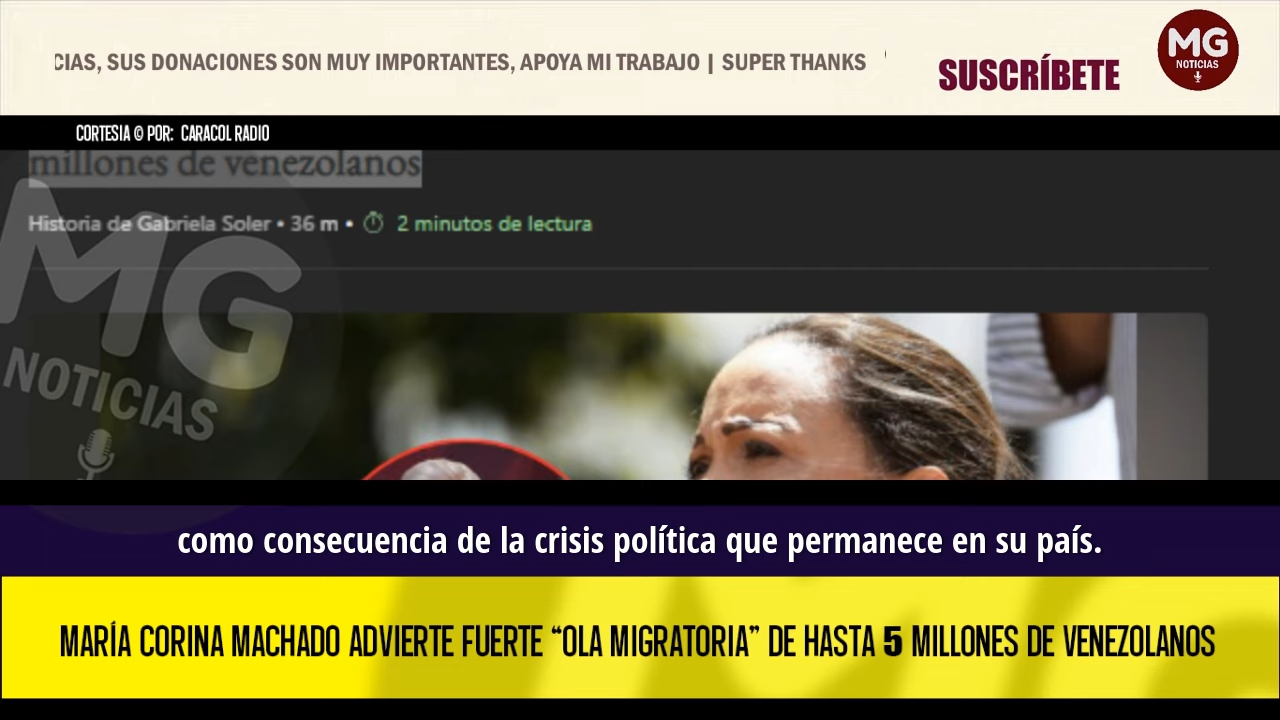 CIAS, SUS DONACIONES SON MUY IMPORTANTES, APOYA MI TRABAJO | SUPER THANKS
SUSCRÍBETE
MG
NOTICIAS
CORTESIA © POR: CARACOL RADIO
millones de venezolanos
Historia de Gabriela Soler • 36 m • 2 minutos de lectura
MG
NOTICIAS
como consecuencia de la crisis política que permanece en su país.
MARÍA CORINA MACHADO ADVIERTE FUERTE “OLA MIGRATORIA” DE HASTA 5 MILLONES DE VENEZOLANOS